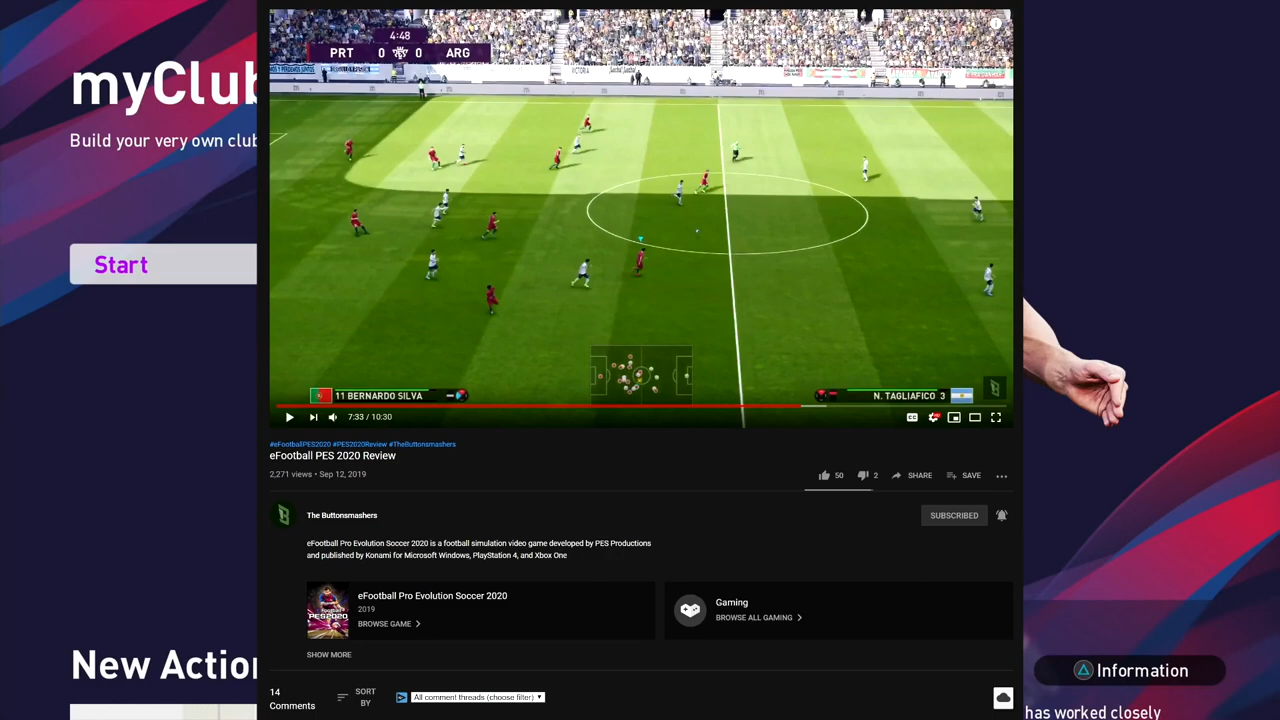 4:48
PRT 0 0 ARG
myClub
Build your very own club
Start
11 BERNARDO SILVA
N. TAGLIAFICO 3
7:33 / 10:30
#eFootballPES2020 #PES2020Review #TheButtonsmashers
eFootball PES 2020 Review
2,271 views • Sep 12, 2019
50
2
SHARE
SAVE
The Buttonsmashers
SUBSCRIBED
eFootball Pro Evolution Soccer 2020 is a football simulation video game developed by PES Productions
and published by Konami for Microsoft Windows, PlayStation 4, and Xbox One
eFootball Pro Evolution Soccer 2020
2019
BROWSE GAME
Gaming
BROWSE ALL GAMING
SHOW MORE
New Action
Information
has worked closely
14
Comments
SORT
BY
All comment threads (choose filter)